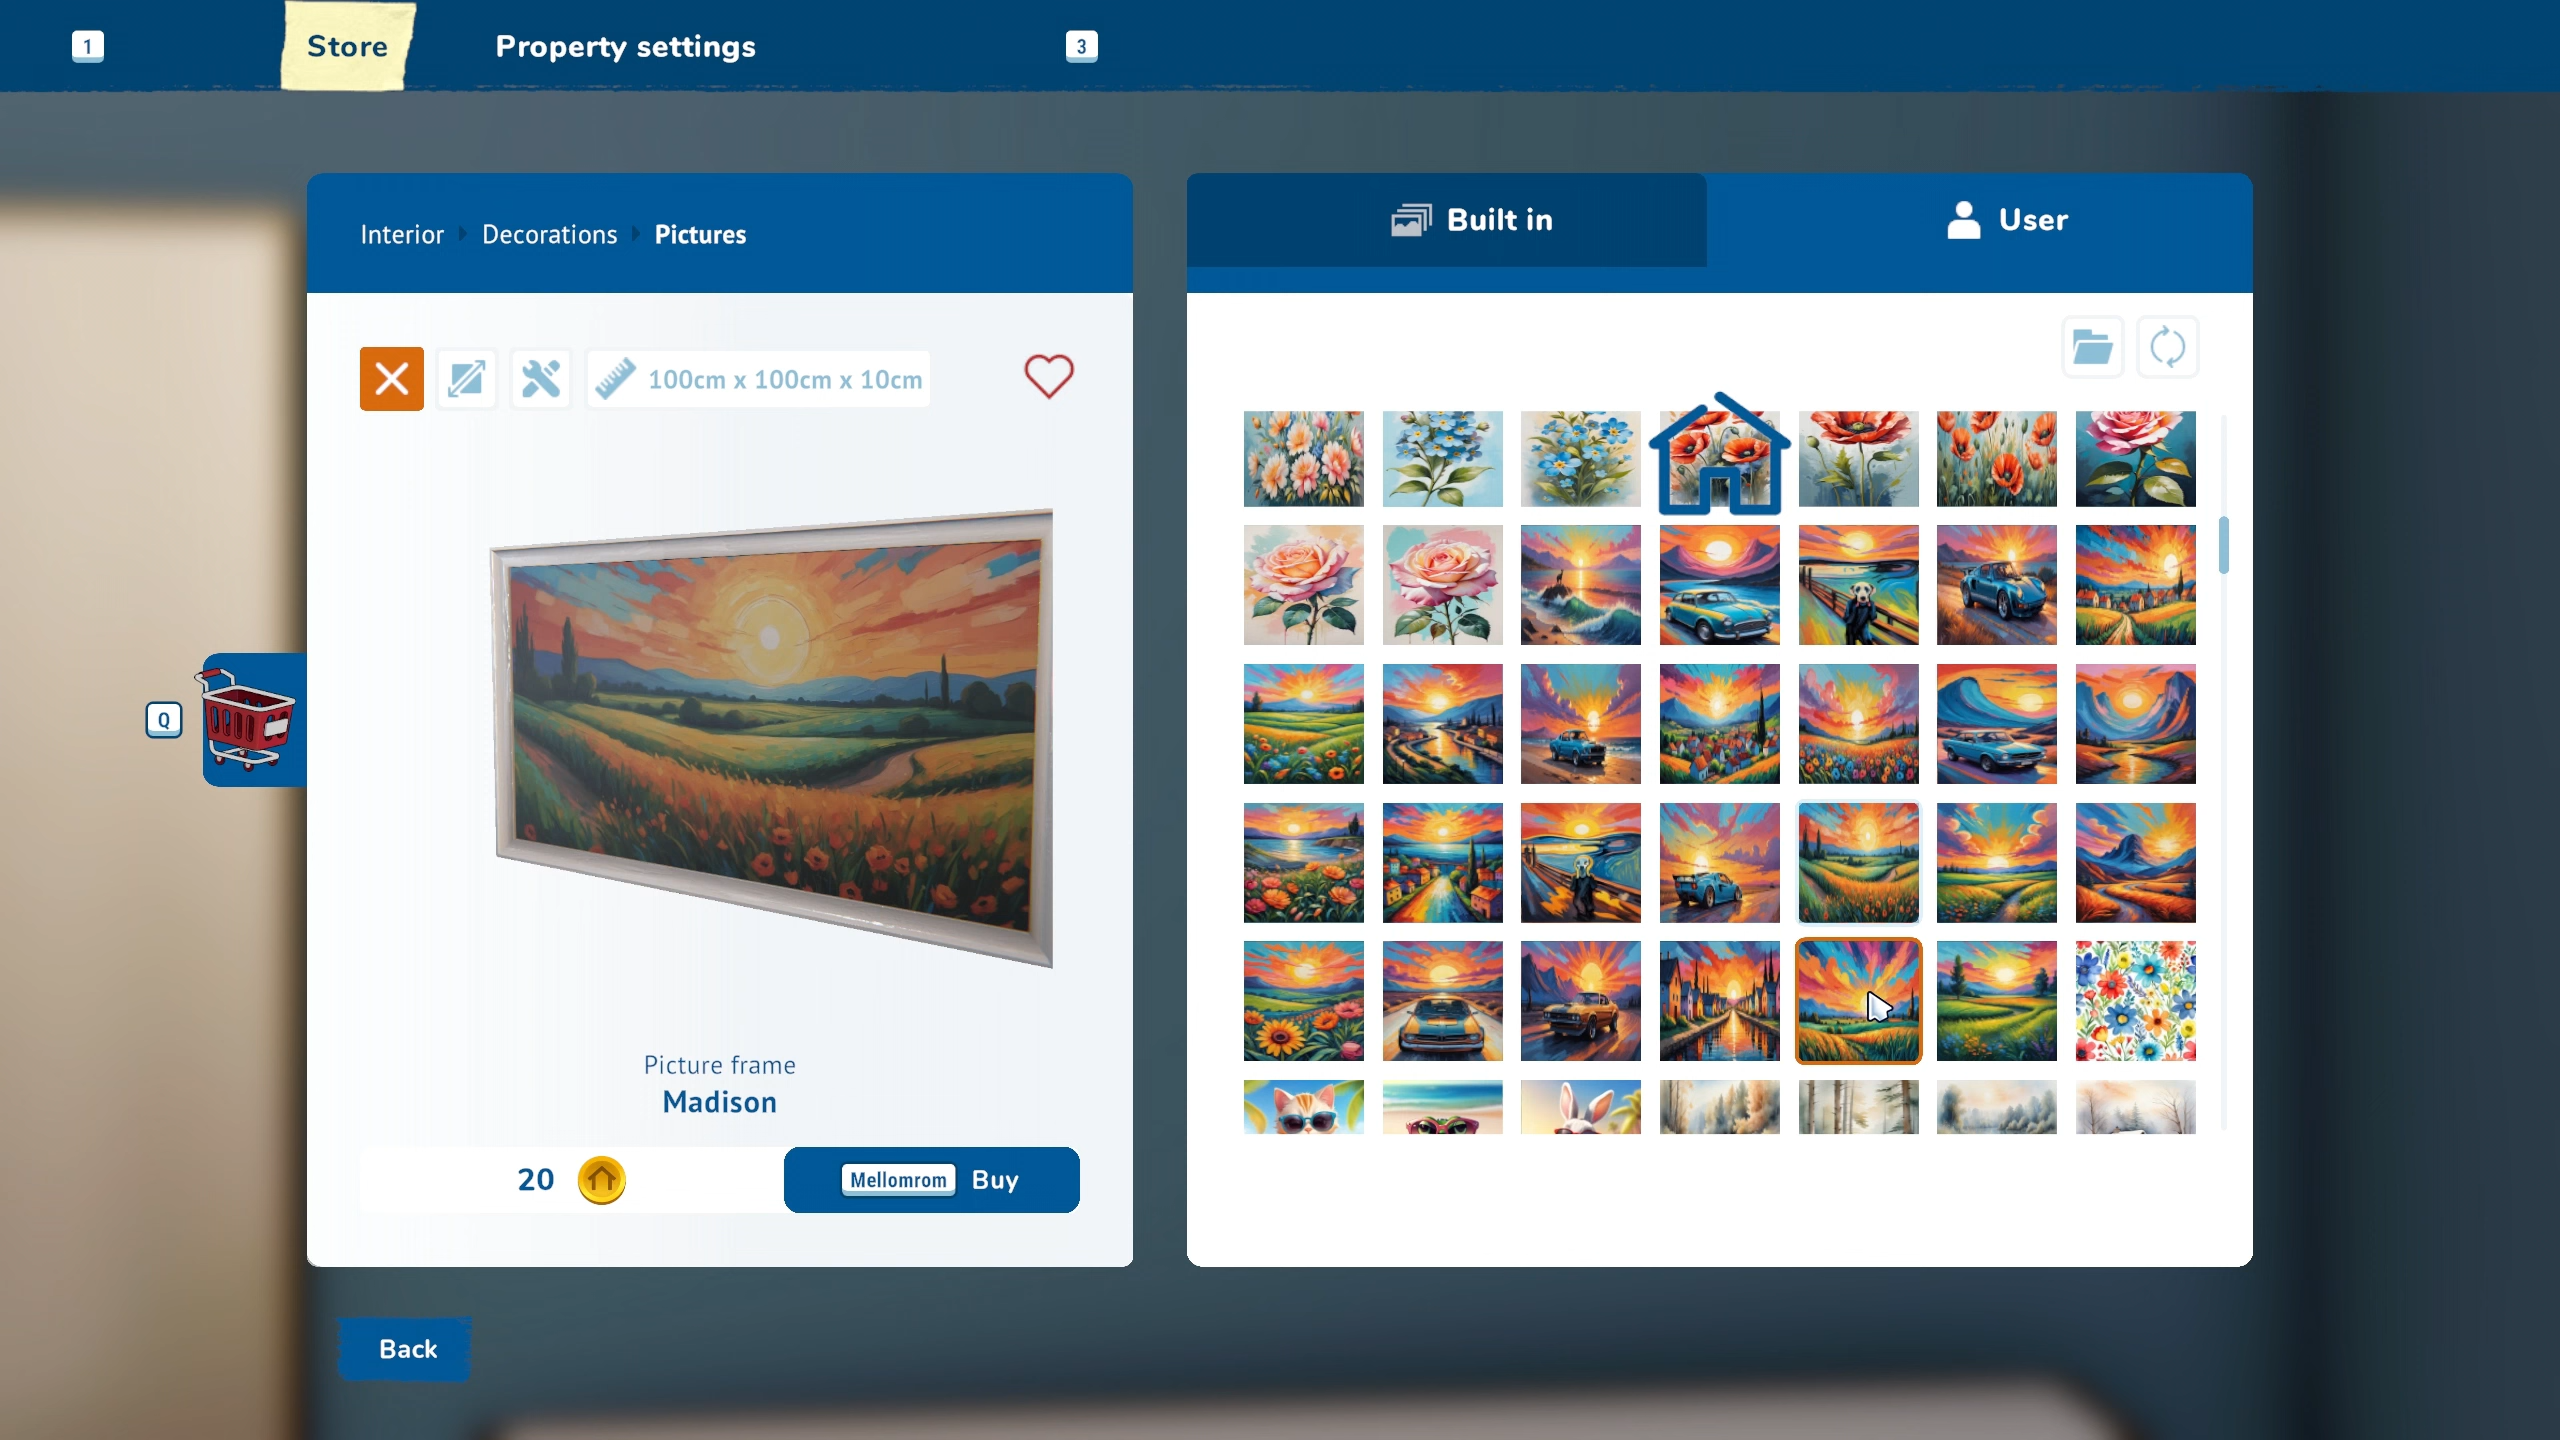 1 Store Property settings 3
Interior Decorations Pictures
Built in
User
100cm x 100cm x 10cm
Q
Picture frame
Madison
20
Mellomrom Buy
Back